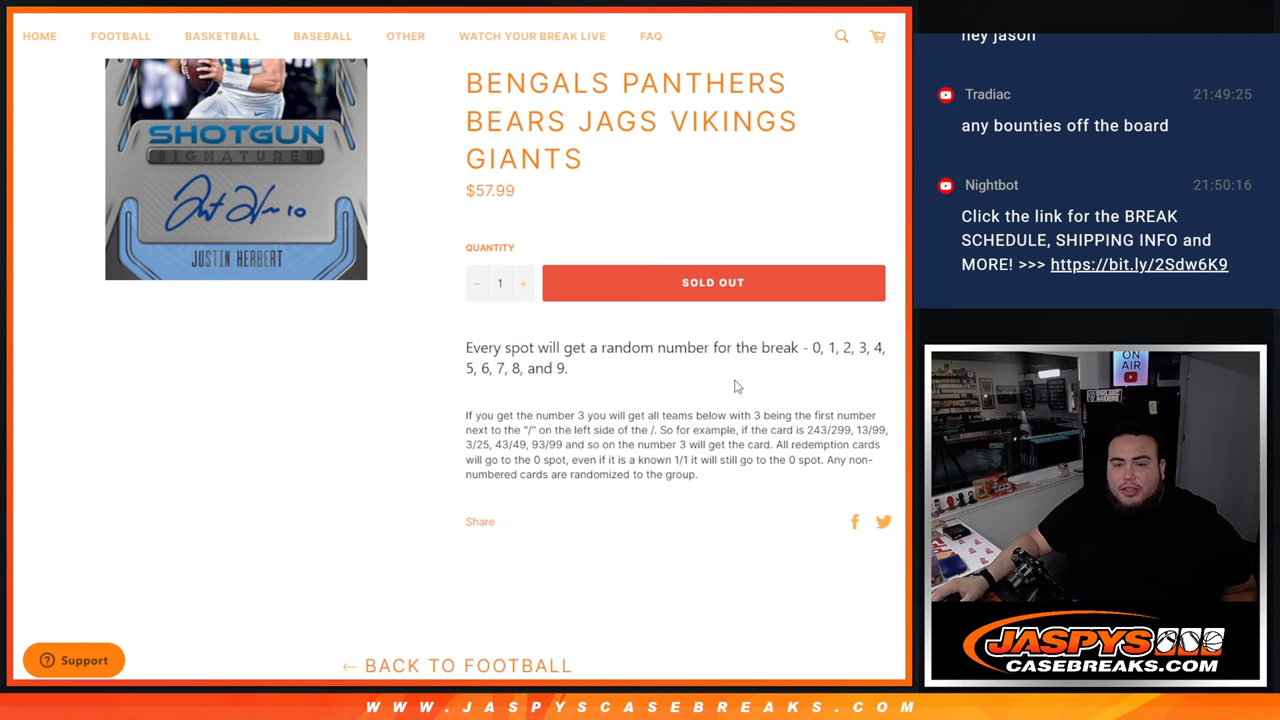 HOME FOOTBALL BASKETBALL BASEBALL OTHER WATCH YOUR BREAK LIVE FAQ
SHOTGUN
SIGNATURES
JUSTIN HERBERT
BENGALS PANTHERS
BEARS JAGS VIKINGS
GIANTS
$57.99
QUANTITY
− 1 + SOLD OUT
Every spot will get a random number for the break - 0, 1, 2, 3, 4,
5, 6, 7, 8, and 9.
If you get the number 3 you will get all teams below with 3 being the first number
next to the "/" on the left side of the /. So for example, if the card is 243/299, 13/99,
3/25, 43/49, 93/99 and so on the number 3 will get the card. All redemption cards
will go to the 0 spot, even if it is a known 1/1 it will still go to the 0 spot. Any non-
numbered cards are randomized to the group.
Share
← BACK TO FOOTBALL
Support
hey jason
Tradiac 21:49:25
any bounties off the board
Nightbot 21:50:16
Click the link for the BREAK
SCHEDULE, SHIPPING INFO and
MORE! >>> https://bit.ly/2Sdw6K9
ON
AIR
JASPYS
CASEBREAKS.COM
WWW.JASPYSCASEBREAKS.COM